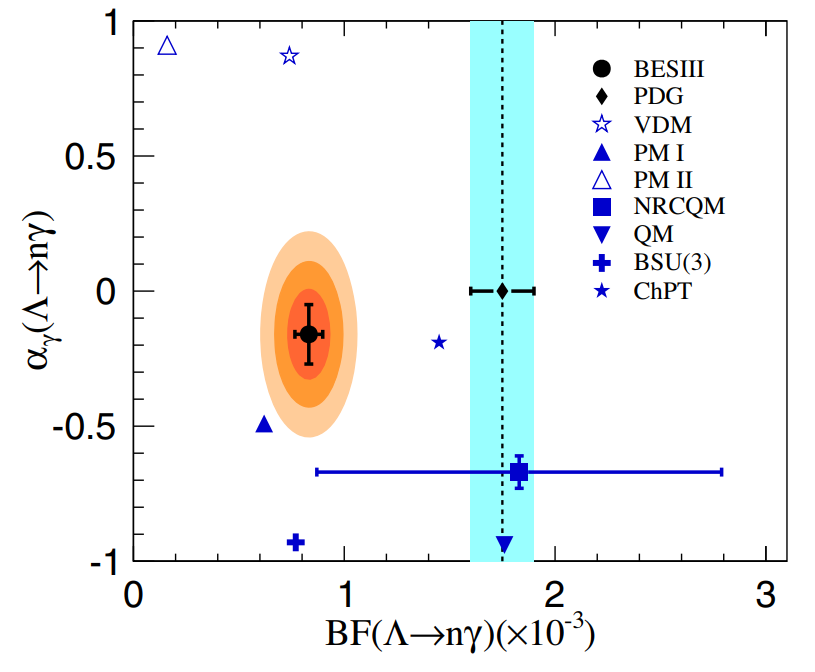 1
0.5
0
-0.5
-1
α_γ(Λ→nγ)
BESIII
PDG
VDM
PM I
PM II
NRCQM
QM
BSU(3)
ChPT
0 1 2 3
BF(Λ→nγ)(×10⁻³)